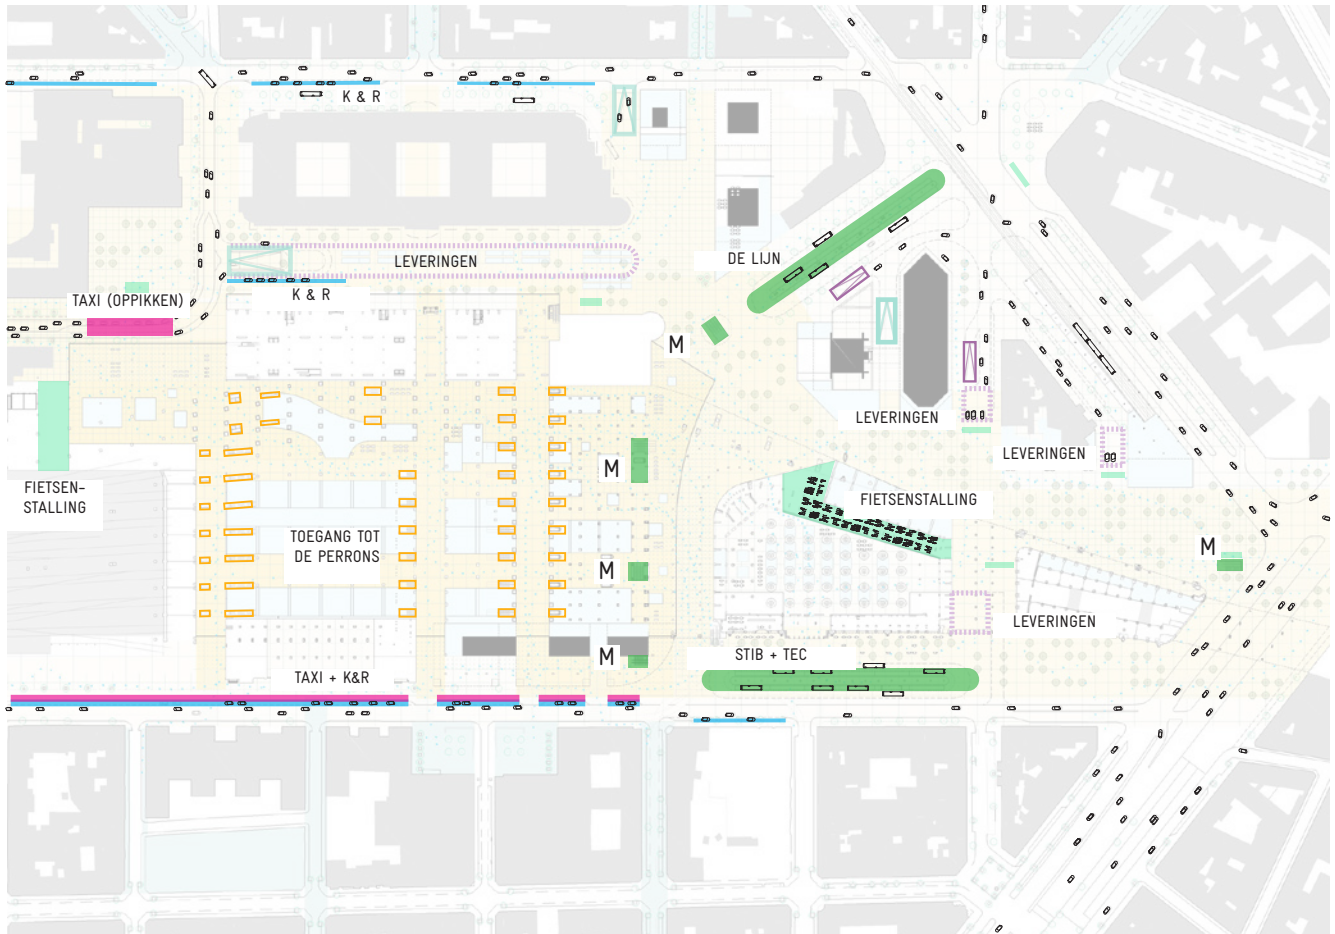 K & R
DE LIJN
LEVERINGEN
K & R
TAXI (OPPIKKEN)
M
LEVERINGEN
LEVERINGEN
M
FIETSEN-
STALLING
FIETSENSTALLING
TOEGANG TOT
DE PERRONS
M
M
LEVERINGEN
M
STIB + TEC
TAXI + K&R